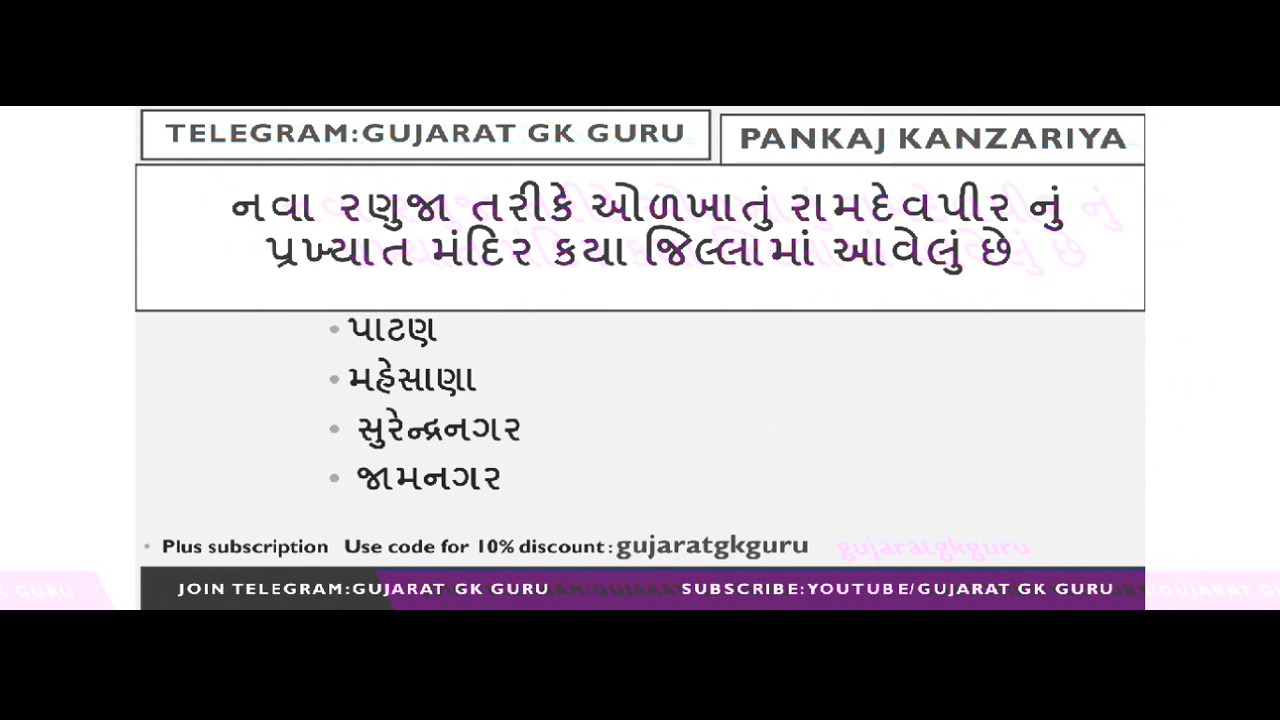 TELEGRAM:GUJARAT GK GURU
PANKAJ KANZARIYA
નવા રણુજા તરીકે ઓળખાતું રામદેવપીર નું
પ્રખ્યાત મંદિર કયા જિલ્લામાં આવેલું છે
• પાટણ
• મહેસાણા
• સુરેન્દ્રનગર
• જામનગર
• Plus subscription Use code for 10% discount : gujaratgkguru
JOIN TELEGRAM:GUJARAT GK GURU SUBSCRIBE:YOUTUBE/GUJARAT GK GURU